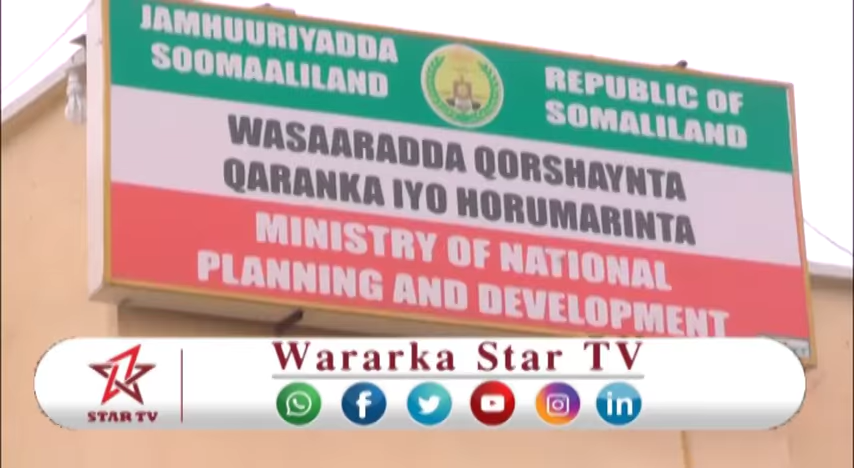 JAMHUURIYADDA
SOOMAALILAND
REPUBLIC OF
SOMALILAND
WASAARADDA QORSHAYNTA
QARANKA IYO HORUMARINTA
MINISTRY OF NATIONAL
PLANNING AND DEVELOPMENT
Wararka Star TV
STAR TV